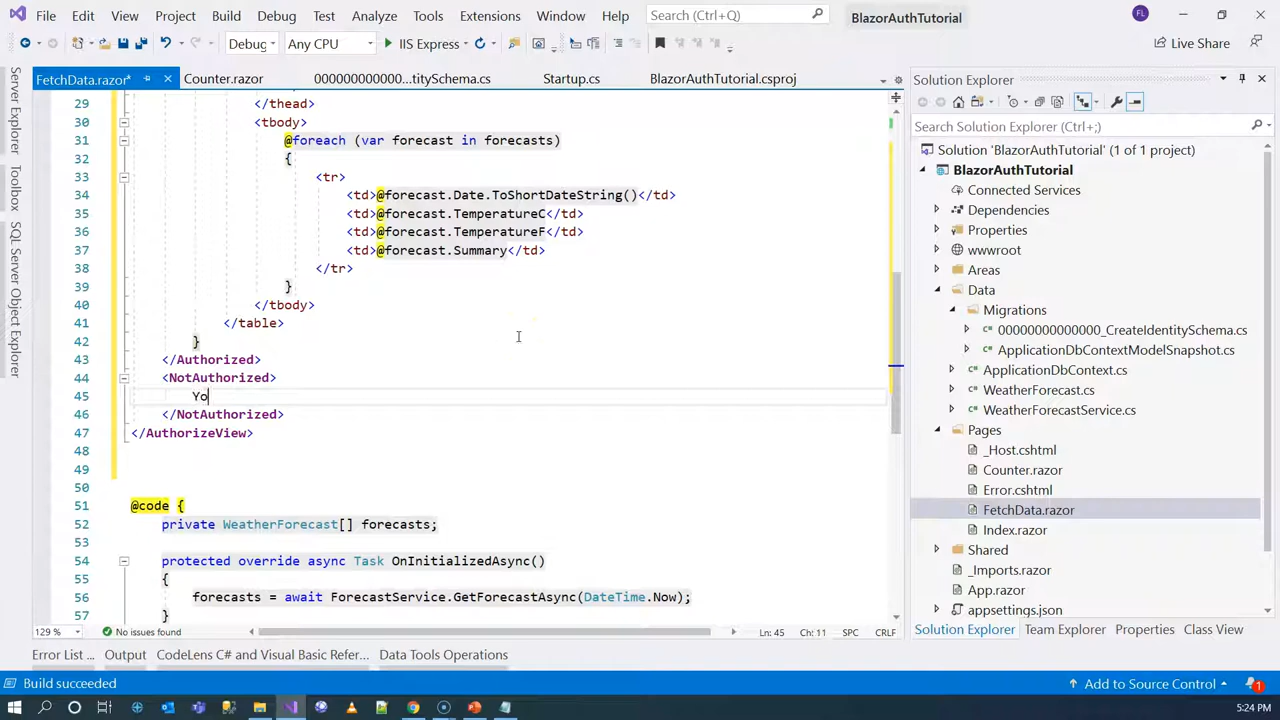 File Edit View Project Build Debug Test Analyze Tools Extensions Window Help Search (Ctrl+Q) BlazorAuthTutorial FL
Debug Any CPU IIS Express Live Share
FetchData.razor* Counter.razor 000000000000...titySchema.cs Startup.cs BlazorAuthTutorial.csproj
Server Explorer
Toolbox
SQL Server Object Explorer
29 </thead>
30 <tbody>
31 @foreach (var forecast in forecasts)
32 {
33 <tr>
34 <td>@forecast.Date.ToShortDateString()</td>
35 <td>@forecast.TemperatureC</td>
36 <td>@forecast.TemperatureF</td>
37 <td>@forecast.Summary</td>
38 </tr>
39 }
40 </tbody>
41 </table>
42 }
43 </Authorized>
44 <NotAuthorized>
45 Yo
46 </NotAuthorized>
47 </AuthorizeView>
48
49
50
51 @code {
52 private WeatherForecast[] forecasts;
53
54 protected override async Task OnInitializedAsync()
55 {
56 forecasts = await ForecastService.GetForecastAsync(DateTime.Now);
57 }
129 % No issues found Ln: 45 Ch: 11 SPC CRLF
Solution Explorer
Search Solution Explorer (Ctrl+;)
Solution 'BlazorAuthTutorial' (1 of 1 project)
BlazorAuthTutorial
Connected Services
Dependencies
Properties
wwwroot
Areas
Data
Migrations
00000000000000_CreateIdentitySchema.cs
ApplicationDbContextModelSnapshot.cs
ApplicationDbContext.cs
WeatherForecast.cs
WeatherForecastService.cs
Pages
_Host.cshtml
Counter.razor
Error.cshtml
FetchData.razor
Index.razor
Shared
_Imports.razor
App.razor
appsettings.json
Solution Explorer Team Explorer Properties Class View
Error List ... Output CodeLens C# and Visual Basic Refer... Data Tools Operations
Build succeeded Add to Source Control 1
5:24 PM